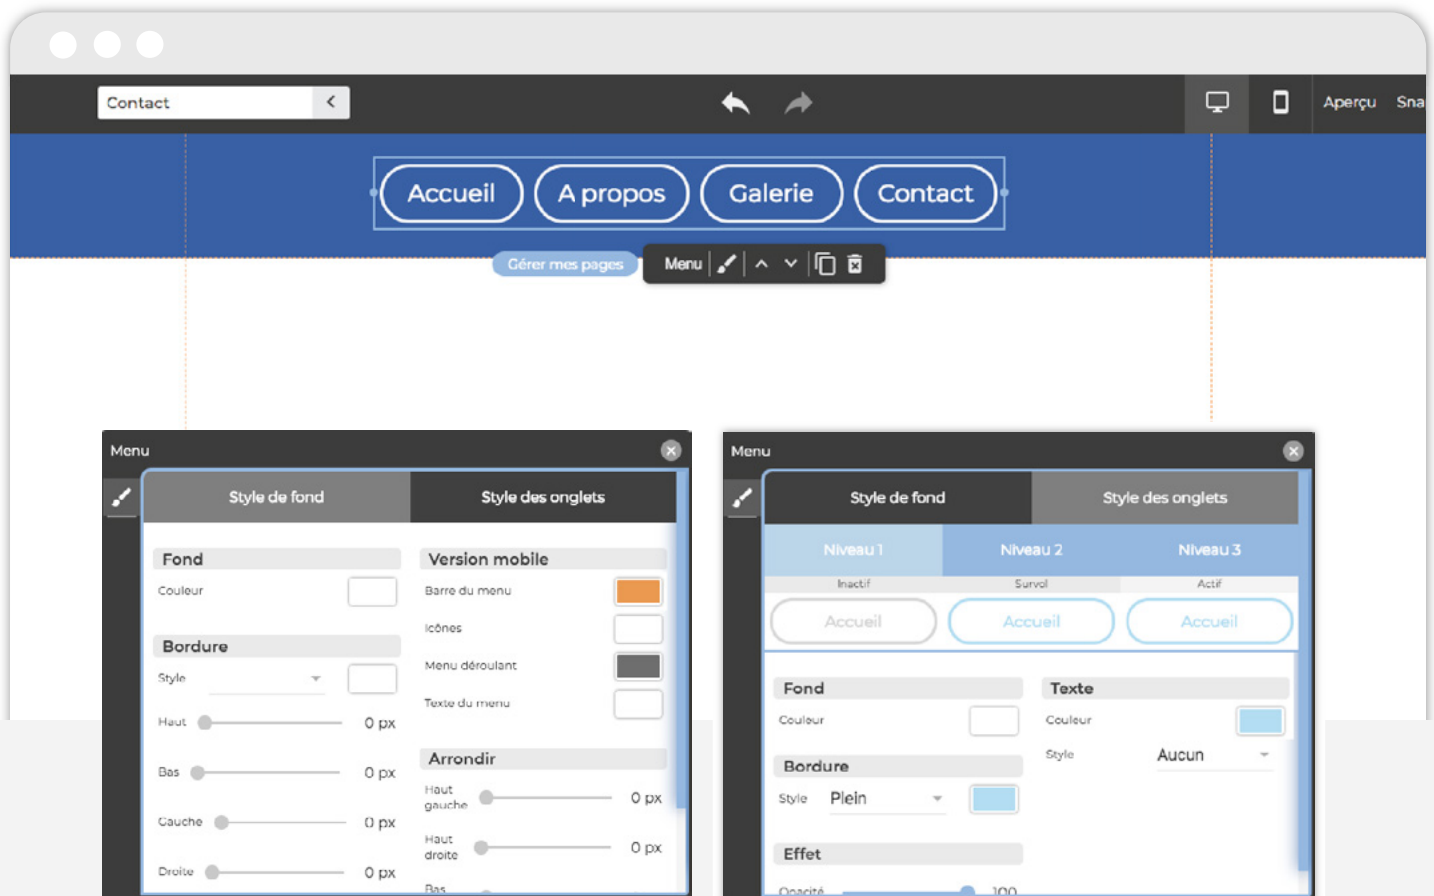 Contact
Aperçu Sna
Accueil A propos Galerie Contact
Gérer mes pages Menu
Menu
Style de fond Style des onglets
Fond
Couleur
Bordure
Style
Haut 0 px
Bas 0 px
Gauche 0 px
Droite 0 px
Version mobile
Barre du menu
Icônes
Menu déroulant
Texte du menu
Arrondir
Haut
gauche 0 px
Haut
droite 0 px
Bas
Menu
Style de fond Style des onglets
Niveau 1 Niveau 2 Niveau 3
Inactif Survol Actif
Accueil Accueil Accueil
Fond
Couleur
Bordure
Style Plein
Effet
Opacité 100
Texte
Couleur
Style Aucun